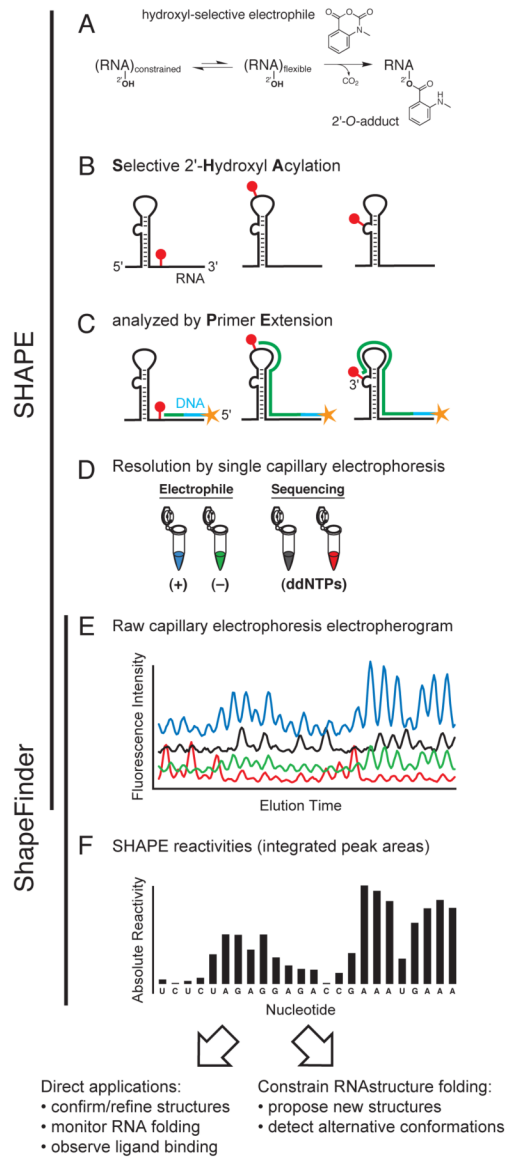 SHAPE
ShapeFinder
A
hydroxyl-selective electrophile
O
O
O
N
(RNA)constrained
2'
OH
(RNA)flexible
2'
OH
CO2
RNA
2'
O
O
H
N
2'-O-adduct
B
Selective 2'-Hydroxyl Acylation
5'
3'
RNA
C
analyzed by Primer Extension
DNA
5'
3'
D
Resolution by single capillary electrophoresis
Electrophile
Sequencing
(+)
(–)
(ddNTPs)
E
Raw capillary electrophoresis electropherogram
Fluorescence Intensity
Elution Time
F
SHAPE reactivities (integrated peak areas)
Absolute Reactivity
U C U C U A G A G G A G A C C G A A A U G A A A
Nucleotide
Direct applications:
• confirm/refine structures
• monitor RNA folding
• observe ligand binding
Constrain RNAstructure folding:
• propose new structures
• detect alternative conformations